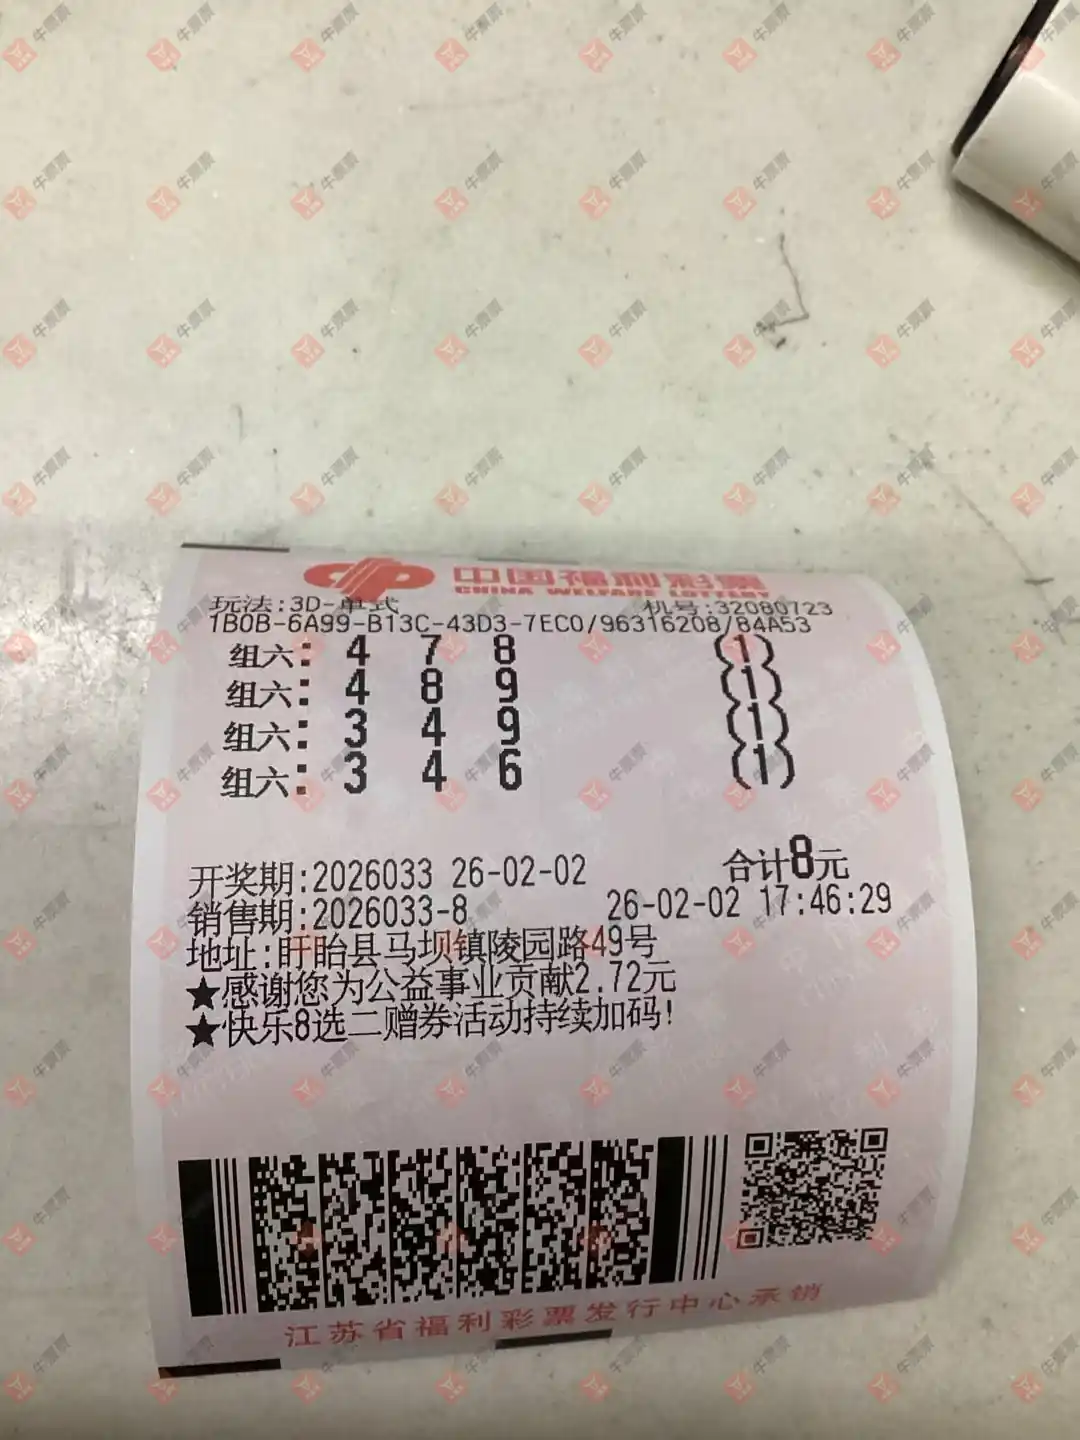 中国福利彩票
CHINA WELFARE LOTTERY
玩法:3D-单式 机号:32080723
1B0B-6A99-B13C-43D3-7EC0/96316208/84A53
组六: 4 7 8 (1)
组六: 4 8 9 (1)
组六: 3 4 9 (1)
组六: 3 4 6 (1)
开奖期:2026033 26-02-02 合计8元
销售期:2026033-8 26-02-02 17:46:29
地址:盱眙县马坝镇陵园路49号
★感谢您为公益事业贡献2.72元
★快乐8选二赠券活动持续加码!
江苏省福利彩票发行中心承销
牛票票